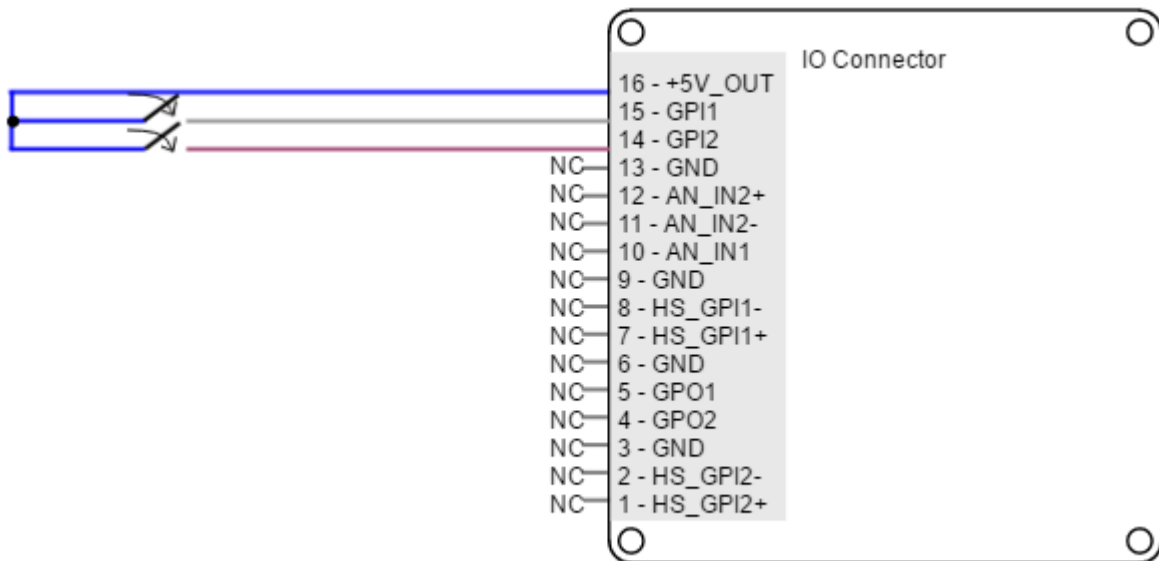 IO Connector
16 - +5V_OUT
15 - GPI1
14 - GPI2
NC 13 - GND
NC 12 - AN_IN2+
NC 11 - AN_IN2-
NC 10 - AN_IN1
NC 9 - GND
NC 8 - HS_GPI1-
NC 7 - HS_GPI1+
NC 6 - GND
NC 5 - GPO1
NC 4 - GPO2
NC 3 - GND
NC 2 - HS_GPI2-
NC 1 - HS_GPI2+